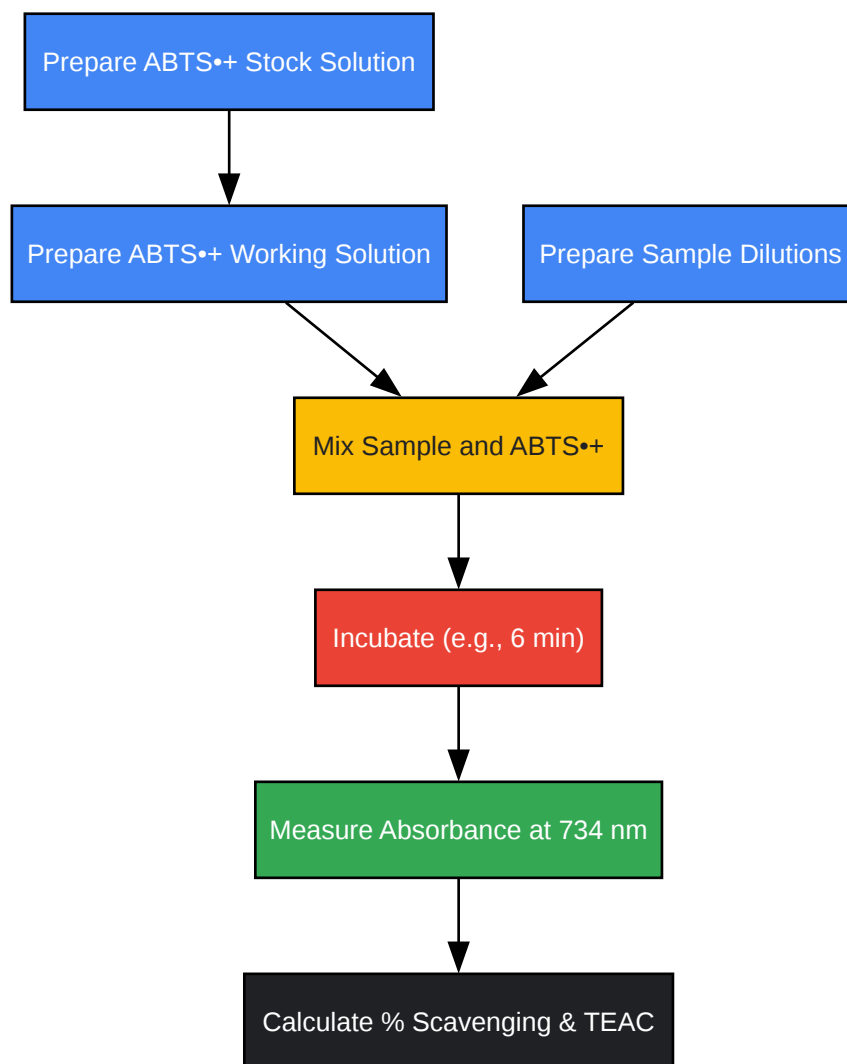 Prepare ABTS•+ Stock Solution
Prepare ABTS•+ Working Solution
Prepare Sample Dilutions
Mix Sample and ABTS•+
Incubate (e.g., 6 min)
Measure Absorbance at 734 nm
Calculate % Scavenging & TEAC